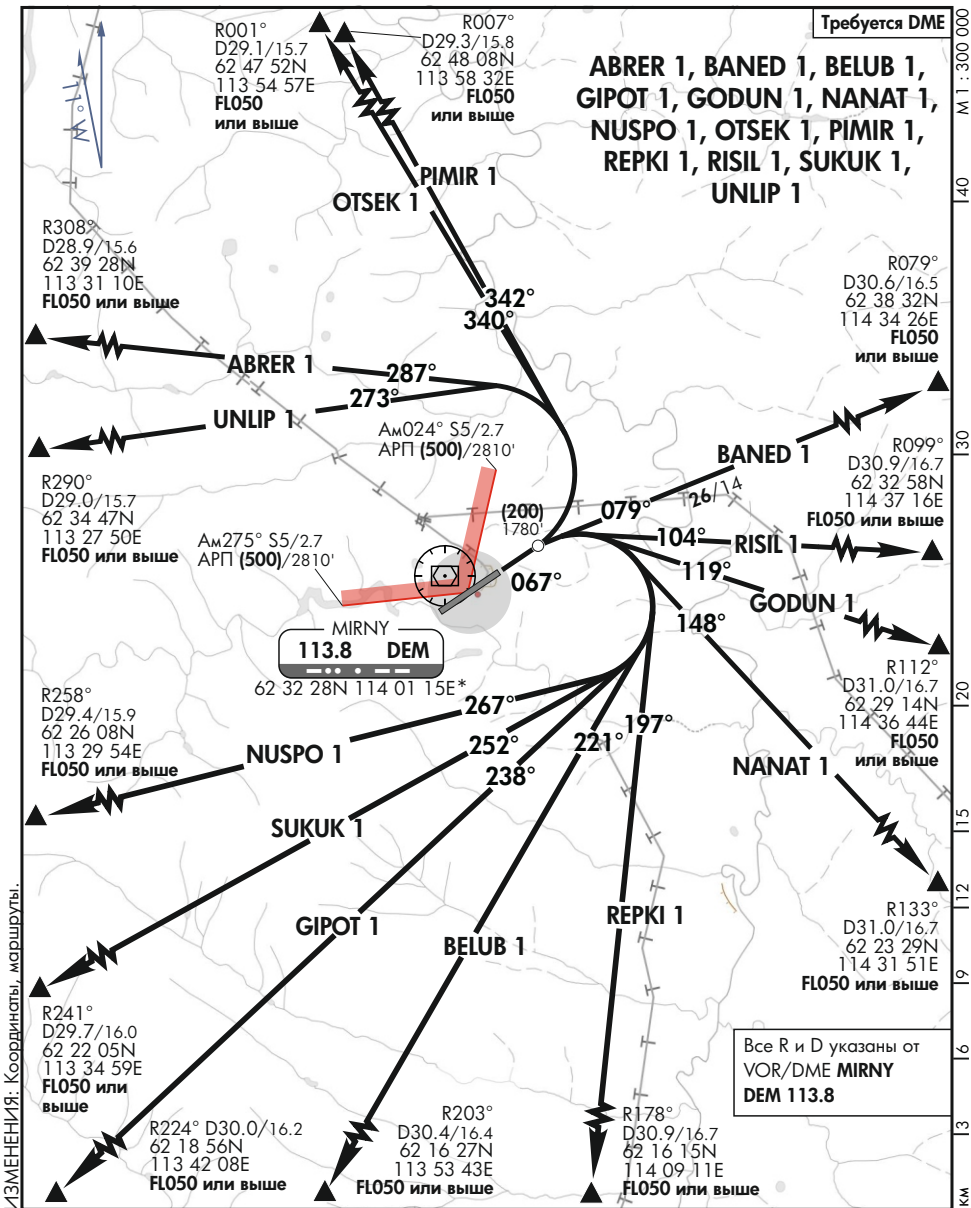 Требуется DME
ABRER 1, BANED 1, BELUB 1,
GIPOT 1, GODUN 1, NANAT 1,
NUSPO 1, OTSEK 1, PIMIR 1,
REPKI 1, RISIL 1, SUKUK 1,
UNLIP 1
R001°
D29.1/15.7
62 47 52N
113 54 57E
FL050
или выше
R007°
D29.3/15.8
62 48 08N
113 58 32E
FL050
или выше
11°W
PIMIR 1
OTSEK 1
342°
340°
R308°
D28.9/15.6
62 39 28N
113 31 10E
FL050 или выше
ABRER 1
287°
273°
UNLIP 1
R290°
D29.0/15.7
62 34 47N
113 27 50E
FL050 или выше
Ам024° S5/2.7
АРП (500)/2810'
Ам275° S5/2.7
АРП (500)/2810'
R079°
D30.6/16.5
62 38 32N
114 34 26E
FL050
или выше
BANED 1
26/14
079°
(200)
1780'
067°
R099°
D30.9/16.7
62 32 58N
114 37 16E
FL050 или выше
104°
RISIL 1
119°
GODUN 1
148°
R112°
D31.0/16.7
62 29 14N
114 36 44E
FL050
или выше
MIRNY
113.8 DEM
62 32 28N 114 01 15E*
R258°
D29.4/15.9
62 26 08N
113 29 54E
FL050 или выше
267°
NUSPO 1
252°
238°
221°
197°
NANAT 1
SUKUK 1
GIPOT 1
BELUB 1
REPKI 1
R133°
D31.0/16.7
62 23 29N
114 31 51E
FL050 или выше
R241°
D29.7/16.0
62 22 05N
113 34 59E
FL050 или
выше
R224° D30.0/16.2
62 18 56N
113 42 08E
FL050 или выше
R203°
D30.4/16.4
62 16 27N
113 53 43E
FL050 или выше
R178°
D30.9/16.7
62 16 15N
114 09 11E
FL050 или выше
Все R и D указаны от
VOR/DME MIRNY
DEM 113.8
ИЗМЕНЕНИЯ: Координаты, маршруты.
М 1 : 300 000
40
30
20
15
12
9
6
3
км